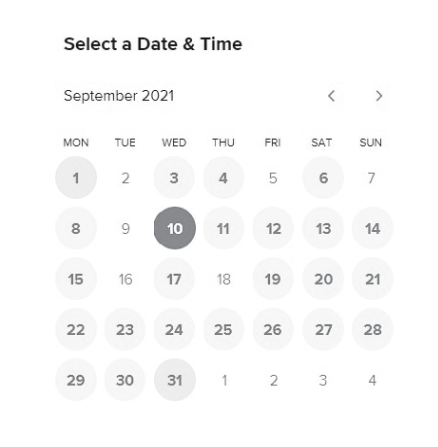 Select a Date & Time
September 2021
MON TUE WED THU FRI SAT SUN
1 2 3 4 5 6 7
8 9 10 11 12 13 14
15 16 17 18 19 20 21
22 23 24 25 26 27 28
29 30 31 1 2 3 4